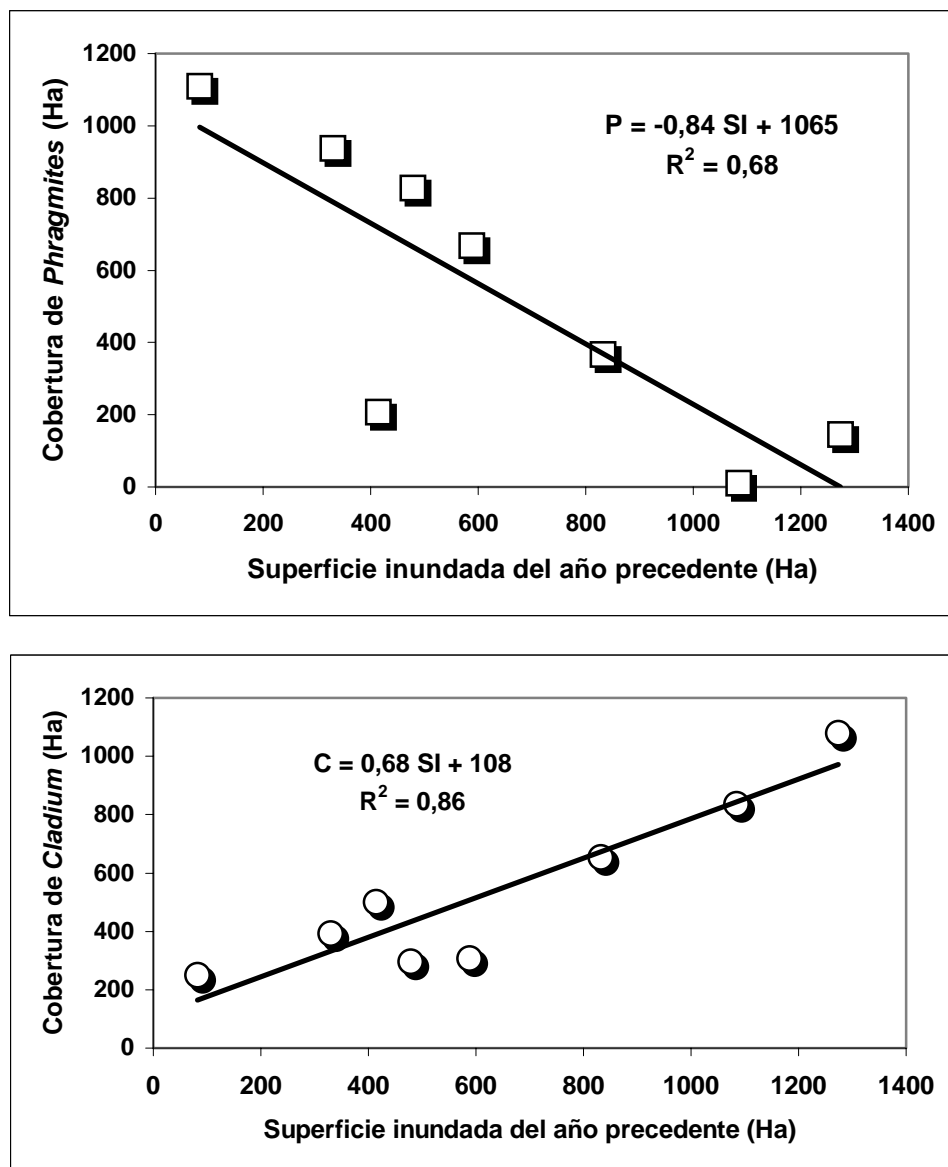 1200
1000
800
600
400
200
0
Cobertura de Phragmites (Ha)
P = -0,84 SI + 1065
R² = 0,68
0 200 400 600 800 1000 1200 1400
Superficie inundada del año precedente (Ha)
1200
1000
800
600
400
200
0
Cobertura de Cladium (Ha)
C = 0,68 SI + 108
R² = 0,86
0 200 400 600 800 1000 1200 1400
Superficie inundada del año precedente (Ha)